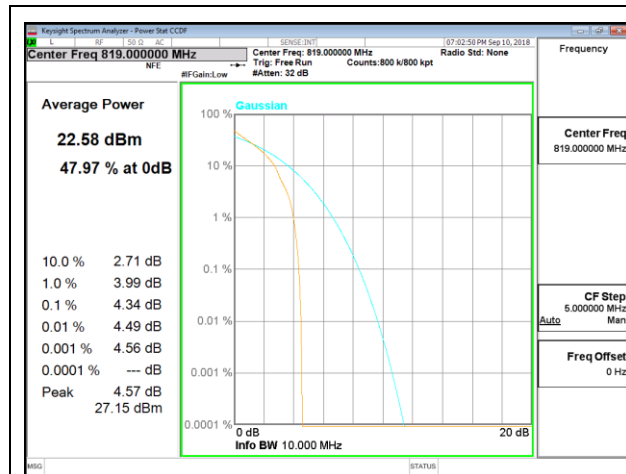 Keysight Spectrum Analyzer - Power Stat CCDF
L RF 50 Ω AC SENSE:INT 07:02:50 PM Sep 10, 2018
Center Freq 819.000000 MHz
NFE
#IFGain:Low
Center Freq: 819.000000 MHz Radio Std: None
Trig: Free Run Counts:800 k/800 kpt
#Atten: 32 dB
Average Power
22.58 dBm
47.97 % at 0dB
10.0 % 2.71 dB
1.0 % 3.99 dB
0.1 % 4.34 dB
0.01 % 4.49 dB
0.001 % 4.56 dB
0.0001 % --- dB
Peak 4.57 dB
27.15 dBm
Gaussian
100 %
10 %
1 %
0.1 %
0.01 %
0.001 %
0.0001 %
0 dB 20 dB
Info BW 10.000 MHz
Frequency
Center Freq
819.000000 MHz
CF Step
5.000000 MHz
Auto Man
Freq Offset
0 Hz
MSG STATUS